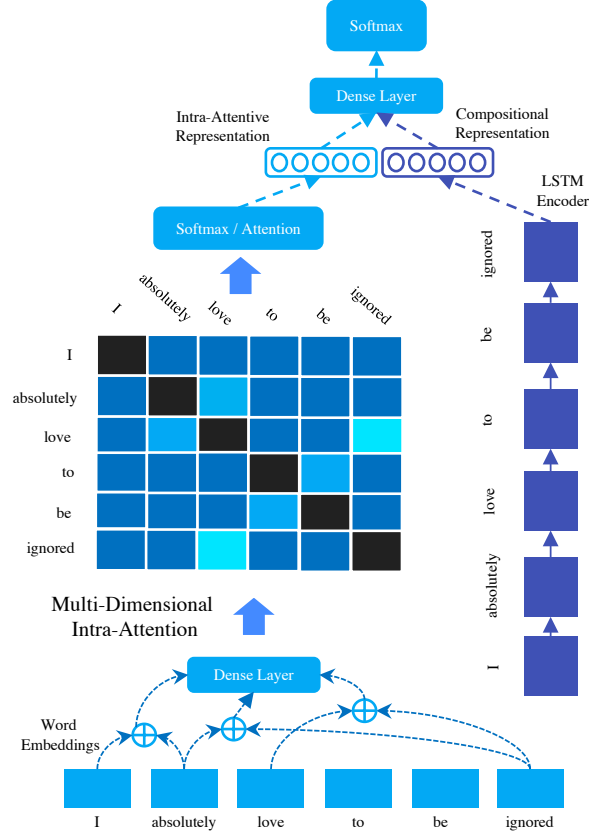 Softmax
Dense Layer
Intra-Attentive
Representation
Compositional
Representation
LSTM
Encoder
Softmax / Attention
I
absolutely
love
to
be
ignored
I
absolutely
love
to
be
ignored
ignored
be
to
love
absolutely
I
Multi-Dimensional
Intra-Attention
Dense Layer
Word
Embeddings
I
absolutely
love
to
be
ignored